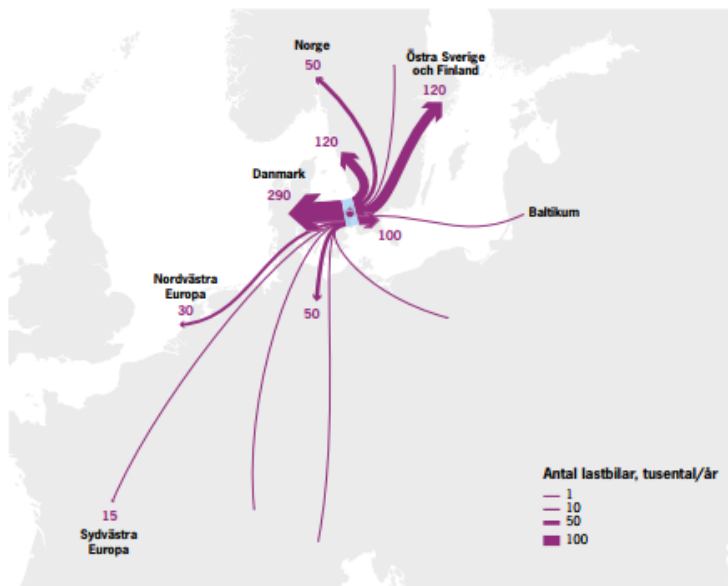 Norge
50
Östra Sverige
och Finland
120
120
Danmark
290
100
Baltikum
Nordvästra
Europa
30
50
15
Sydvästra
Europa
Antal lastbilar, tusental/år
1
10
50
100